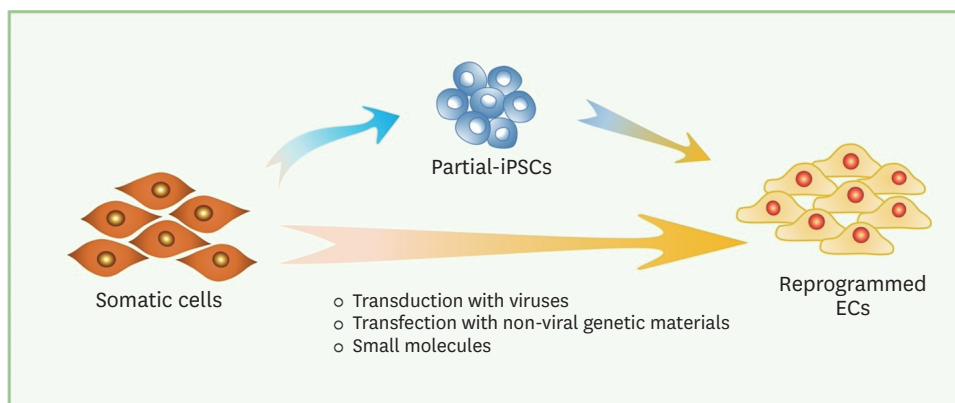 Partial-iPSCs
Somatic cells
Transduction with viruses
Transfection with non-viral genetic materials
Small molecules
Reprogrammed
ECs